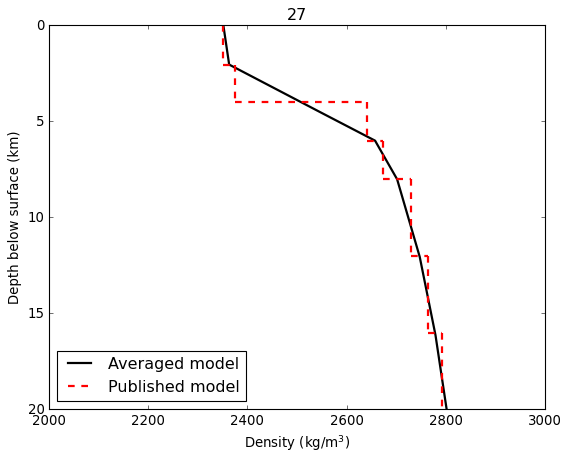 27
0
5
10
15
20
Depth below surface (km)
Averaged model
Published model
2000 2200 2400 2600 2800 3000
Density (kg/m³)